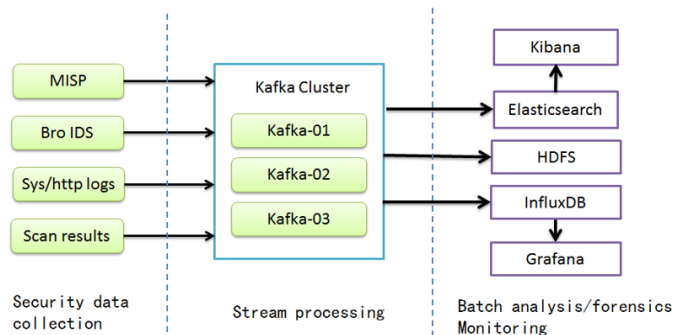 MISP
Bro IDS
Sys/http logs
Scan results
Kafka Cluster
Kafka-01
Kafka-02
Kafka-03
Kibana
Elasticsearch
HDFS
InfluxDB
Grafana
Security data
collection
Stream processing
Batch analysis/forensics
Monitoring